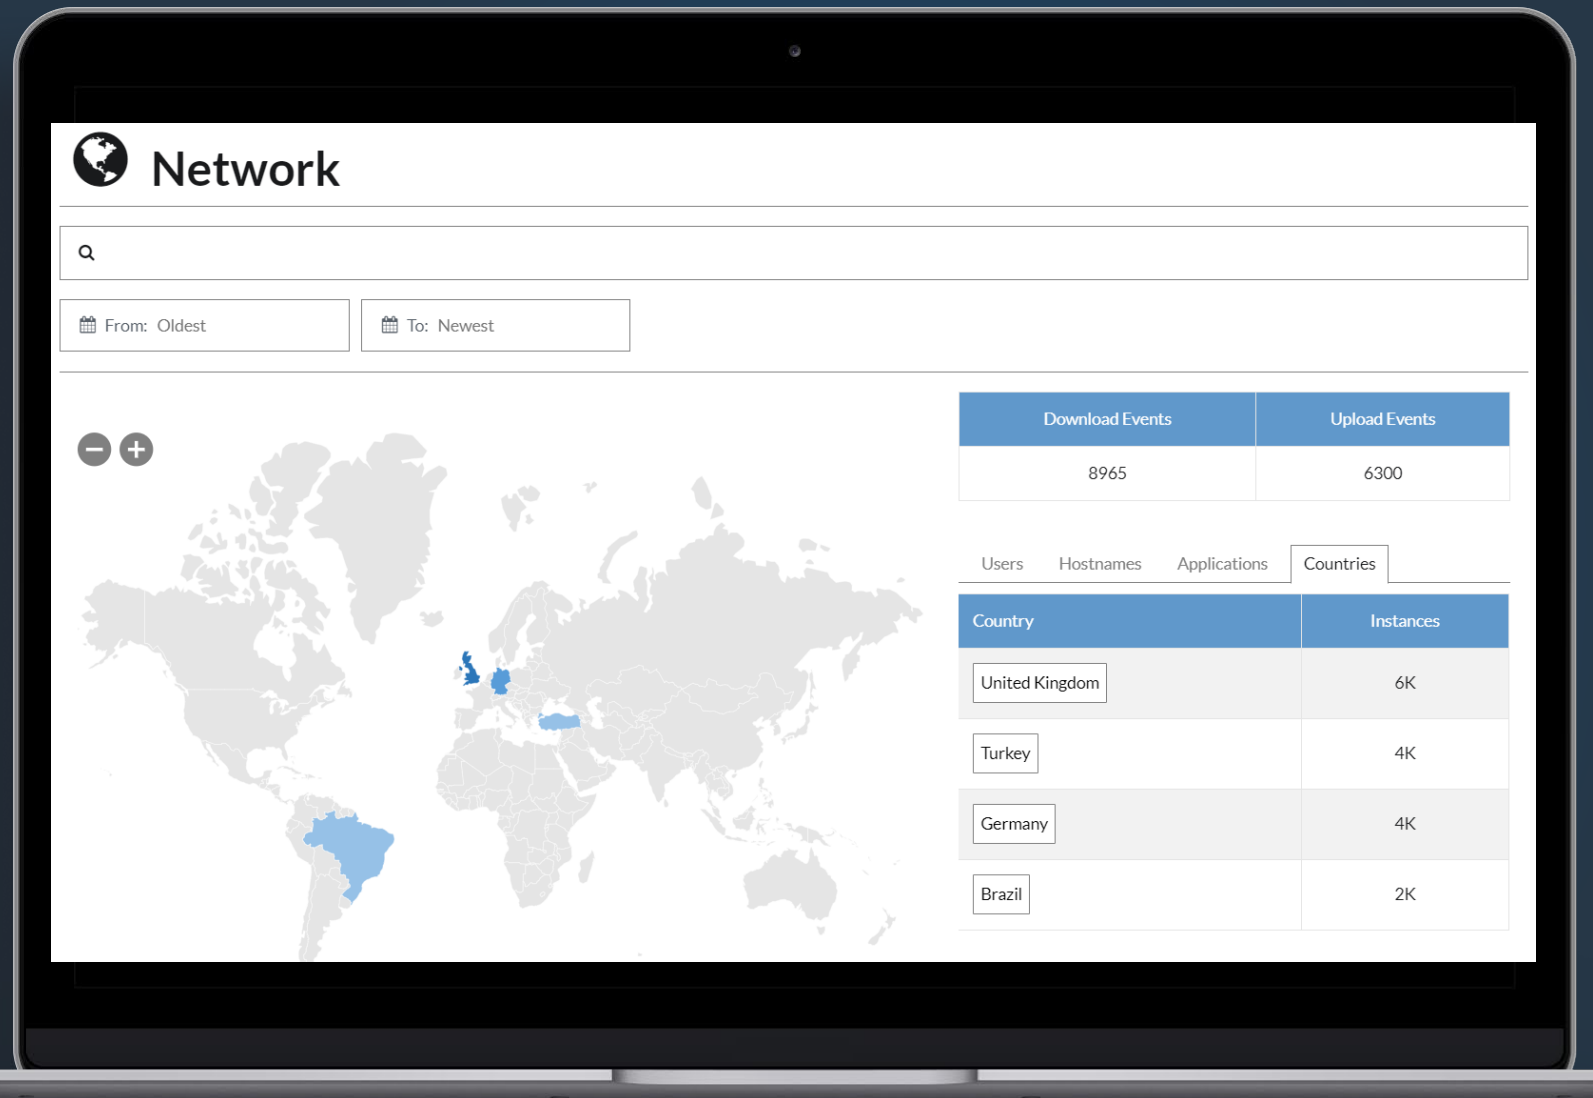 Network
From: Oldest To: Newest
Download Events Upload Events
8965 6300
Users Hostnames Applications Countries
Country Instances
United Kingdom 6K
Turkey 4K
Germany 4K
Brazil 2K